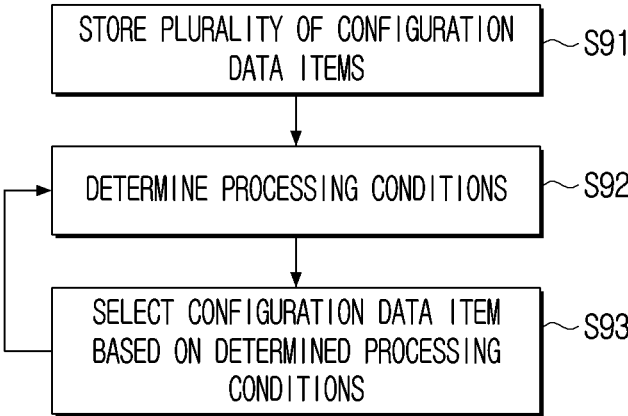 STORE PLURALITY OF CONFIGURATION
DATA ITEMS
S91
DETERMINE PROCESSING CONDITIONS
S92
SELECT CONFIGURATION DATA ITEM
BASED ON DETERMINED PROCESSING
CONDITIONS
S93